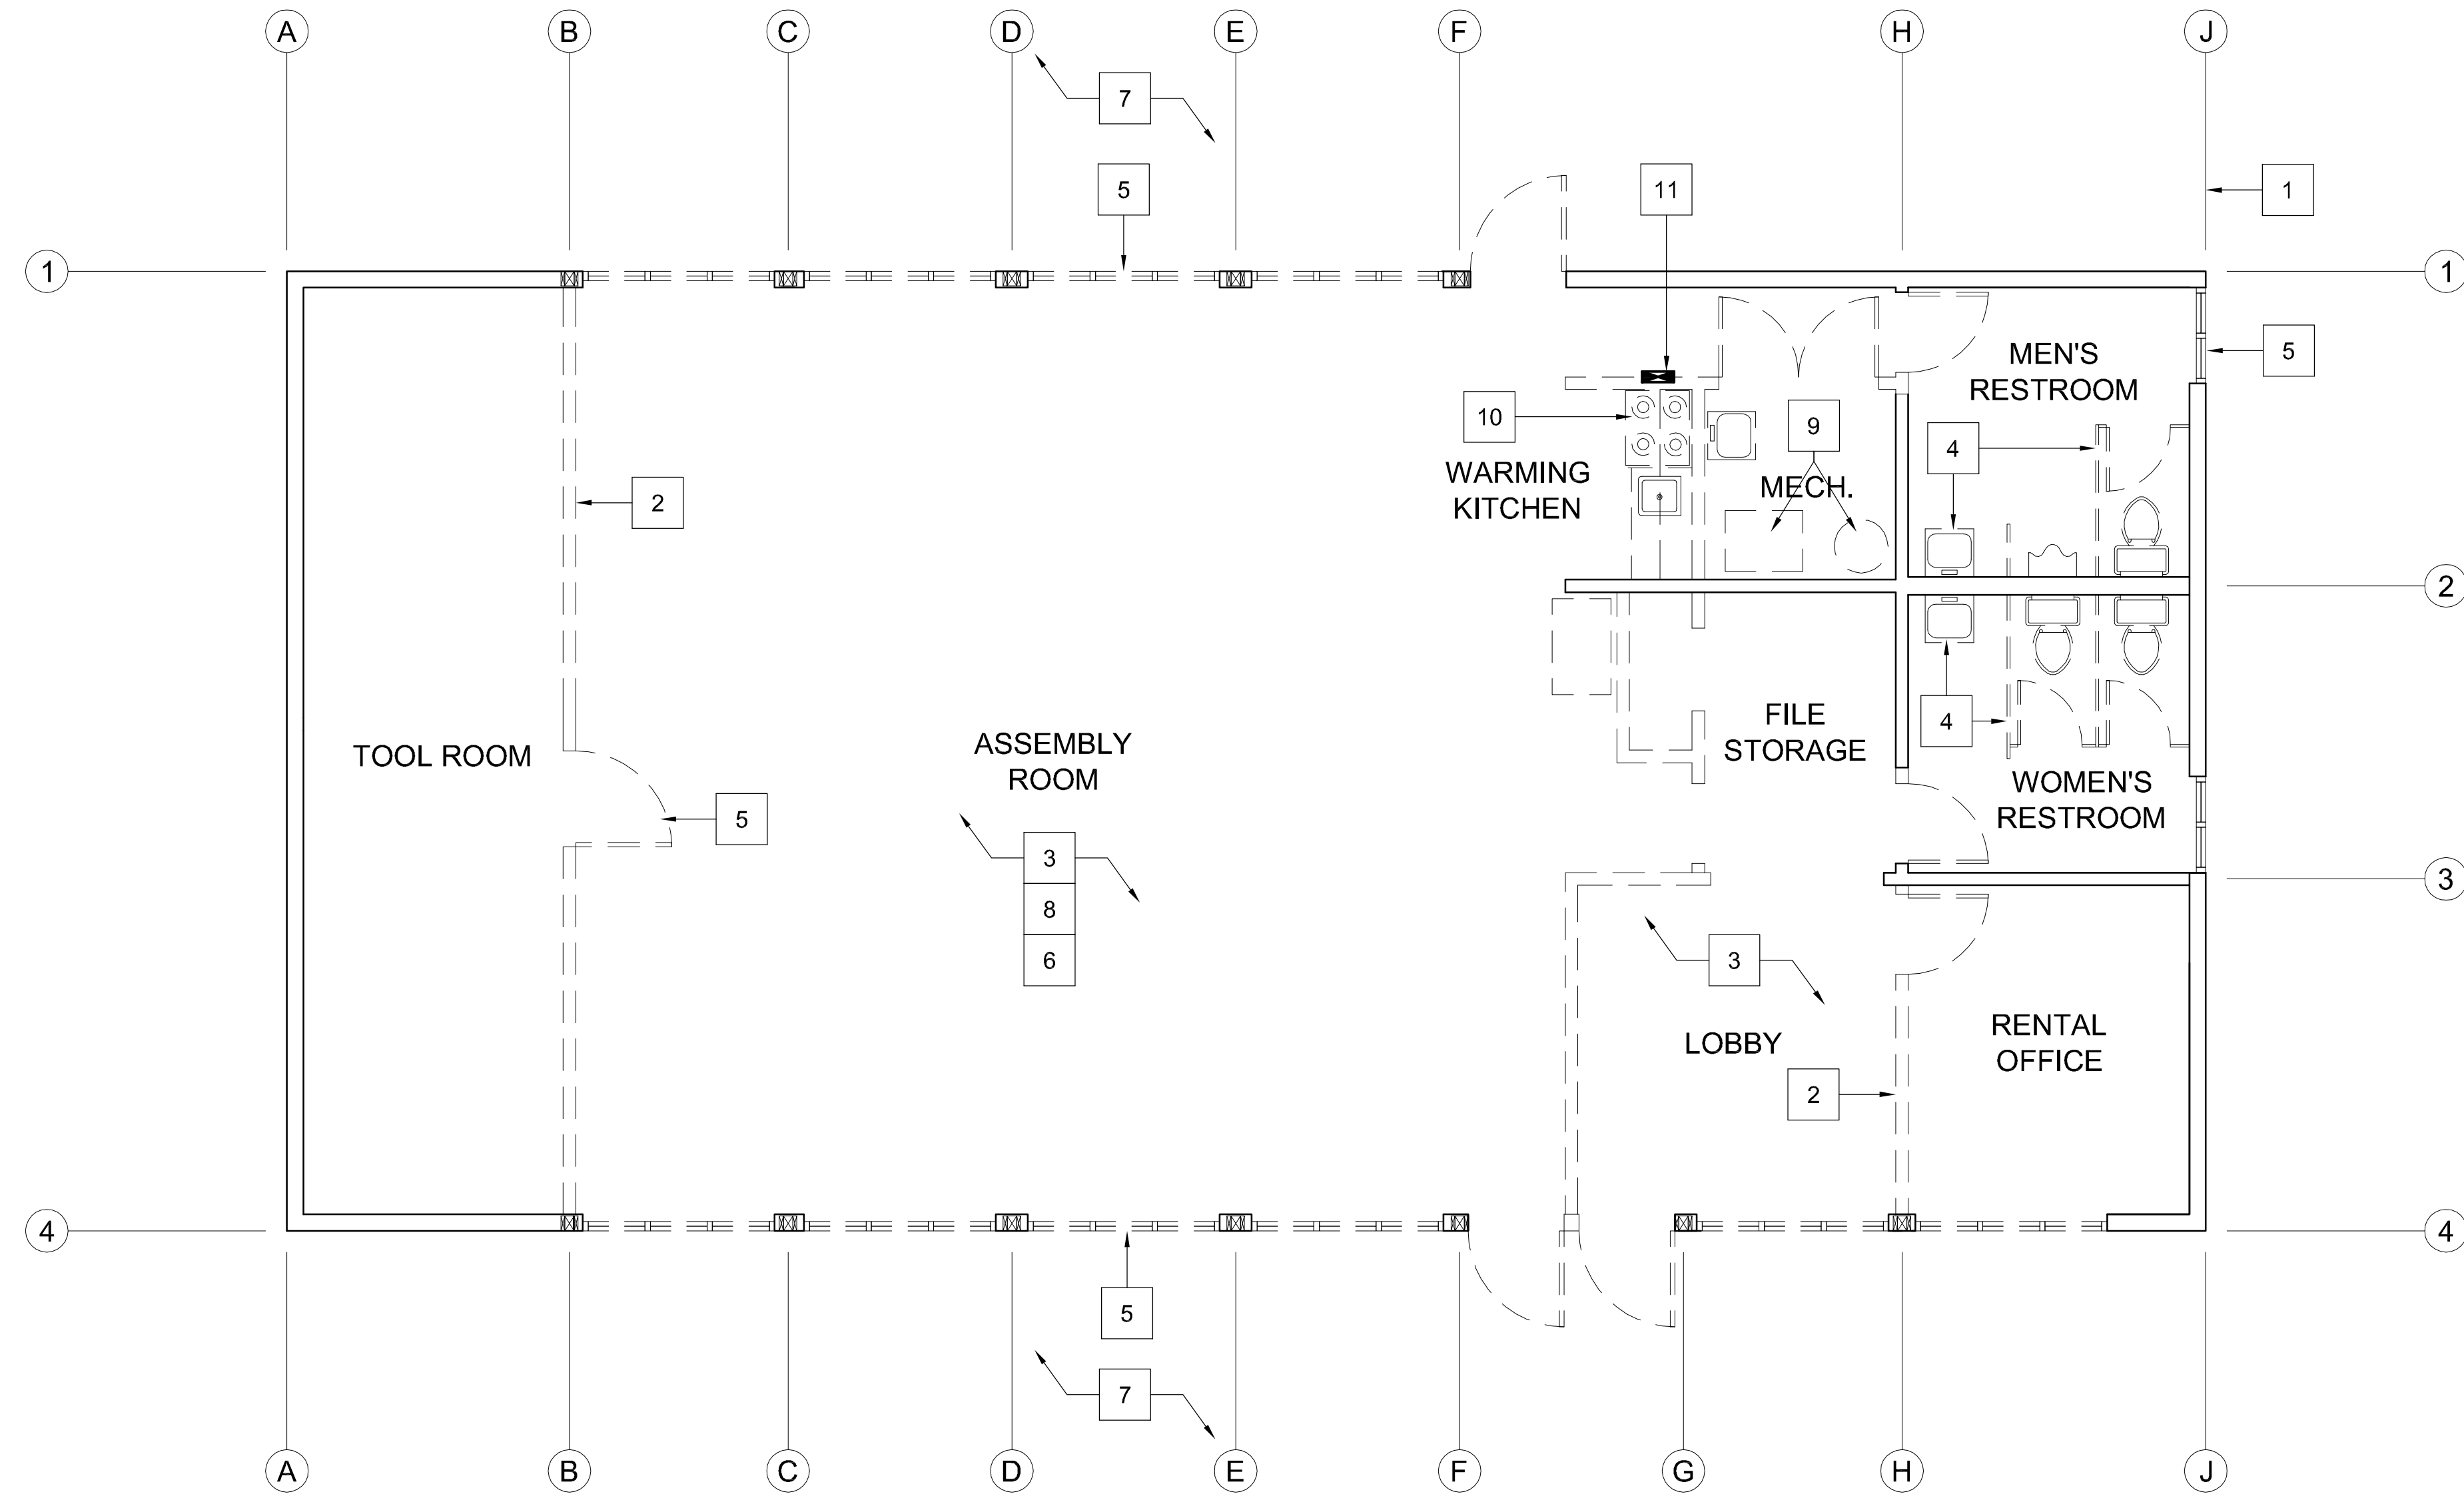 A B C D E F H J
7
5
11
1
1 1
5
MEN'S
RESTROOM
10
9
4
WARMING
KITCHEN
MECH.
2
2
4
FILE
STORAGE
TOOL ROOM
ASSEMBLY
ROOM
WOMEN'S
RESTROOM
5
3
8
6
3
3
RENTAL
OFFICE
LOBBY
2
4 4
5
7
A B C D E F G H J